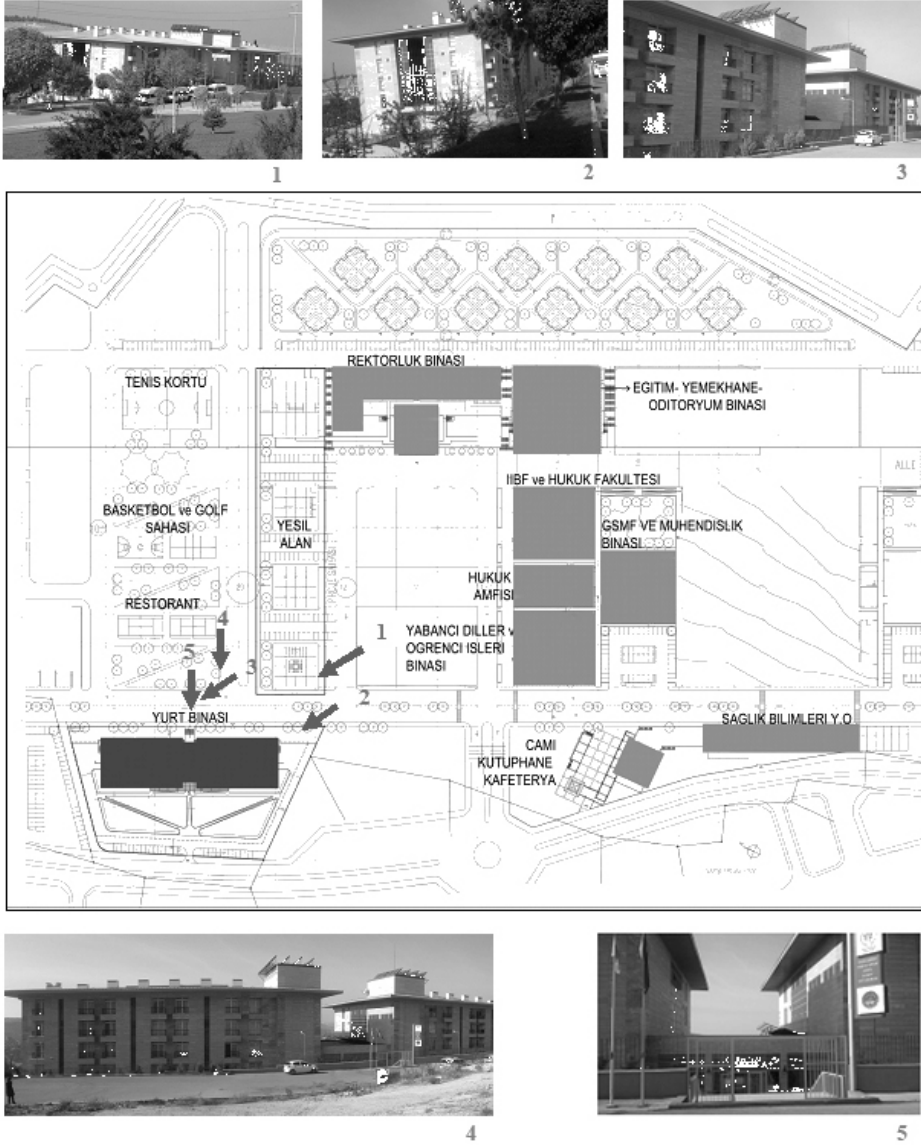 1
2
3
REKTORLUK BINASI
TENIS KORTU
EGITIM- YEMEKHANE-
ODITORYUM BINASI
ALLE
IIBF ve HUKUK FAKULTESI
BASKETBOL ve GOLF
SAHASI
YESIL
ALAN
GSMF VE MUHENDISLIK
BINASI
HUKUK
AMFISI
RESTORANT
4
1
YABANCI DILLER v
OGRENCI ISLERI
BINASI
5
3
2
YURT BINASI
SAGLIK BILIMLERI Y.O
CAMI
KUTUPHANE
KAFETERYA
4
5